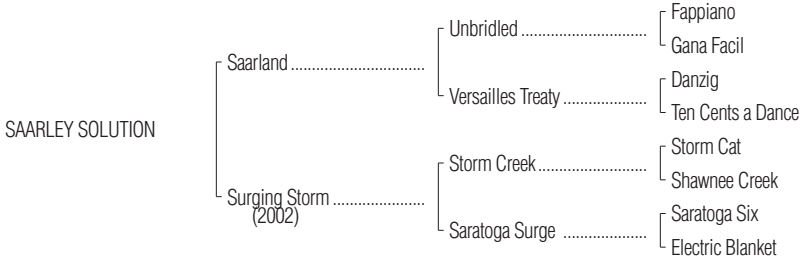 Fappiano
Unbridled ..............................
Gana Facil
Saarland ................................
Danzig
Versailles Treaty ....................
Ten Cents a Dance
SAARLEY SOLUTION
Storm Cat
Storm Creek..........................
Shawnee Creek
Surging Storm ......................
(2002)
Saratoga Six
Saratoga Surge ....................
Electric Blanket